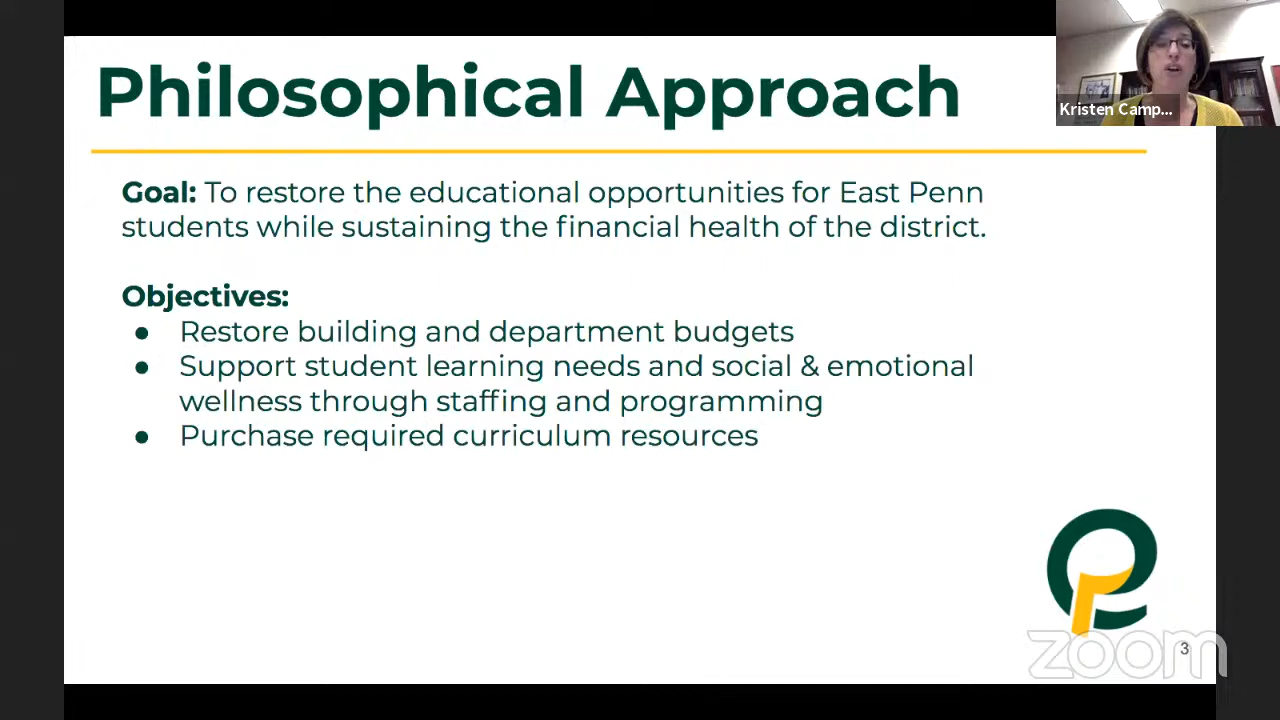 Philosophical Approach
Kristen Camp...
Goal: To restore the educational opportunities for East Penn
students while sustaining the financial health of the district.
Objectives:
● Restore building and department budgets
● Support student learning needs and social & emotional
wellness through staffing and programming
● Purchase required curriculum resources
zoom
3